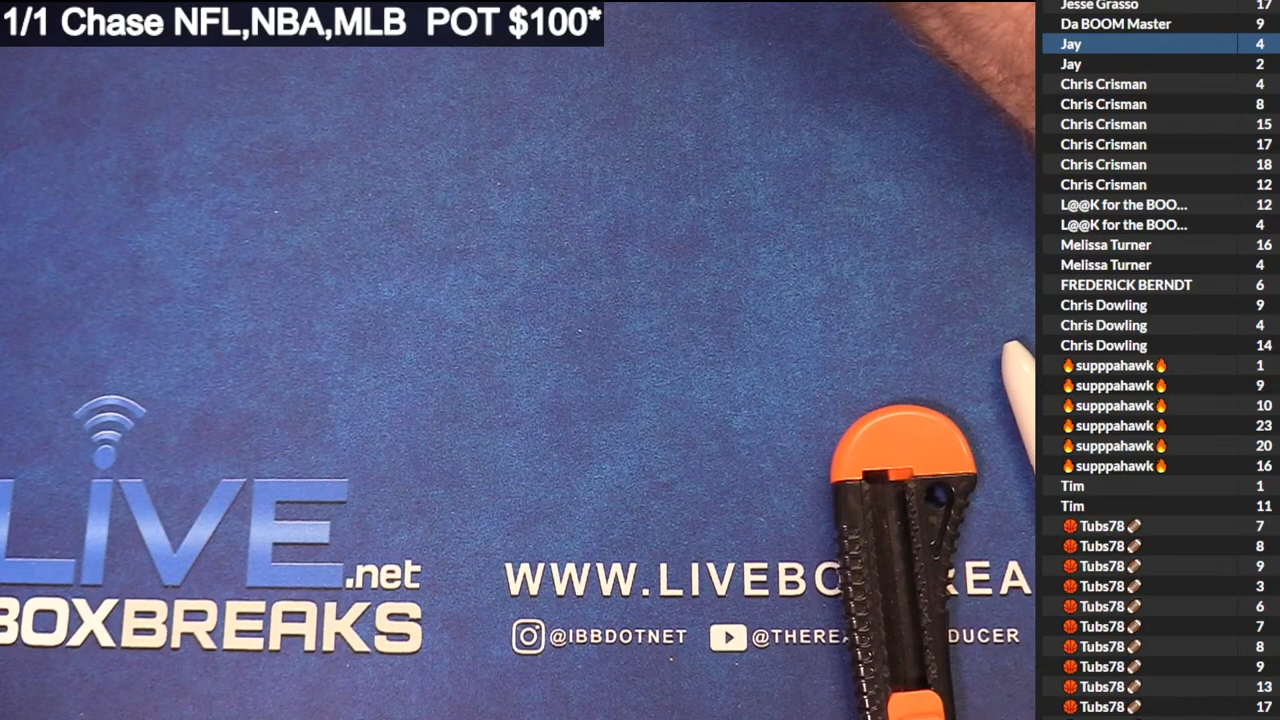 1/1 Chase NFL,NBA,MLB POT $100*
Jesse Grasso 17
Da BOOM Master 9
Jay 4
Jay 2
Chris Crisman 4
Chris Crisman 8
Chris Crisman 15
Chris Crisman 17
Chris Crisman 18
Chris Crisman 12
L@@K for the BOO... 12
L@@K for the BOO... 4
Melissa Turner 16
Melissa Turner 4
FREDERICK BERNDT 6
Chris Dowling 9
Chris Dowling 4
Chris Dowling 14
🔥supppahawk🔥 1
🔥supppahawk🔥 9
🔥supppahawk🔥 10
🔥supppahawk🔥 23
🔥supppahawk🔥 20
🔥supppahawk🔥 16
Tim 1
Tim 11
🏀Tubs78🏈 7
🏀Tubs78🏈 8
🏀Tubs78🏈 9
🏀Tubs78🏈 3
🏀Tubs78🏈 6
🏀Tubs78🏈 7
🏀Tubs78🏈 8
🏀Tubs78🏈 9
🏀Tubs78🏈 13
🏀Tubs78🏈 17
LIVE.net
BOXBREAKS
@IBBDOTNET